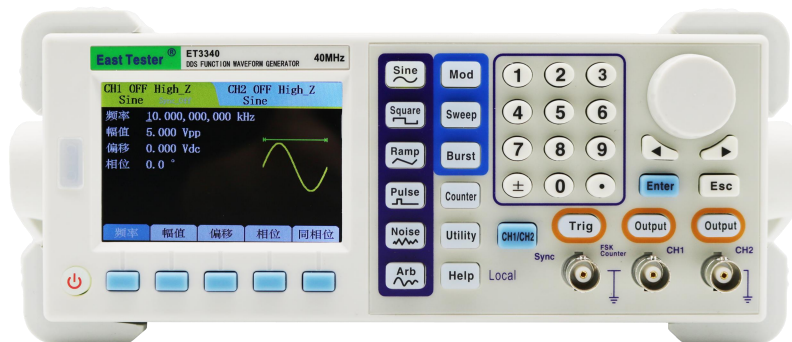 East Tester®
ET3340
DDS FUNCTION WAVEFORM GENERATOR
40MHz
CH1 OFF High_Z
Sine
CH2 OFF High_Z
Sine
频率 10.000,000,000 kHz
幅值 5.000 Vpp
偏移 0.000 Vdc
相位 0.0 °
频率 幅值 偏移 相位 同相位
Sine
Square
Ramp
Pulse
Noise
Arb
Mod
Sweep
Burst
Counter
Utility
Help
Local
1 2 3
4 5 6
7 8 9
± 0 •
Enter
Esc
CH1/CH2
Trig
Output
Output
Sync
FSK
Counter
CH1
CH2